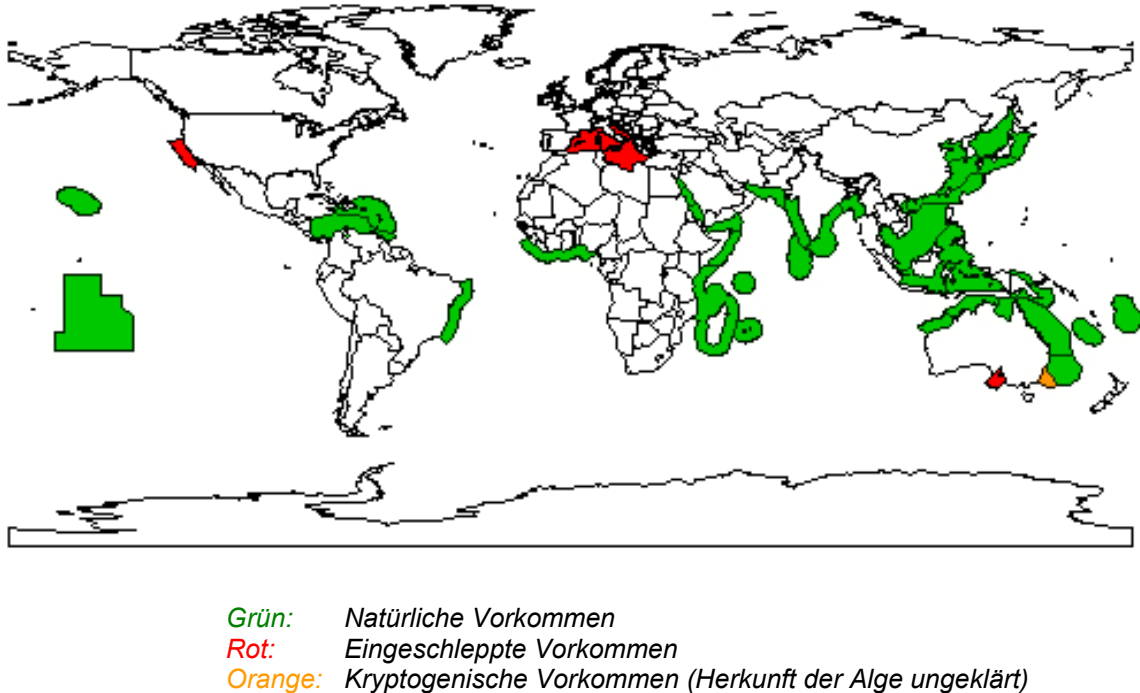 Grün: Natürliche Vorkommen
Rot: Eingeschleppte Vorkommen
Orange: Kryptogenische Vorkommen (Herkunft der Alge ungeklärt)